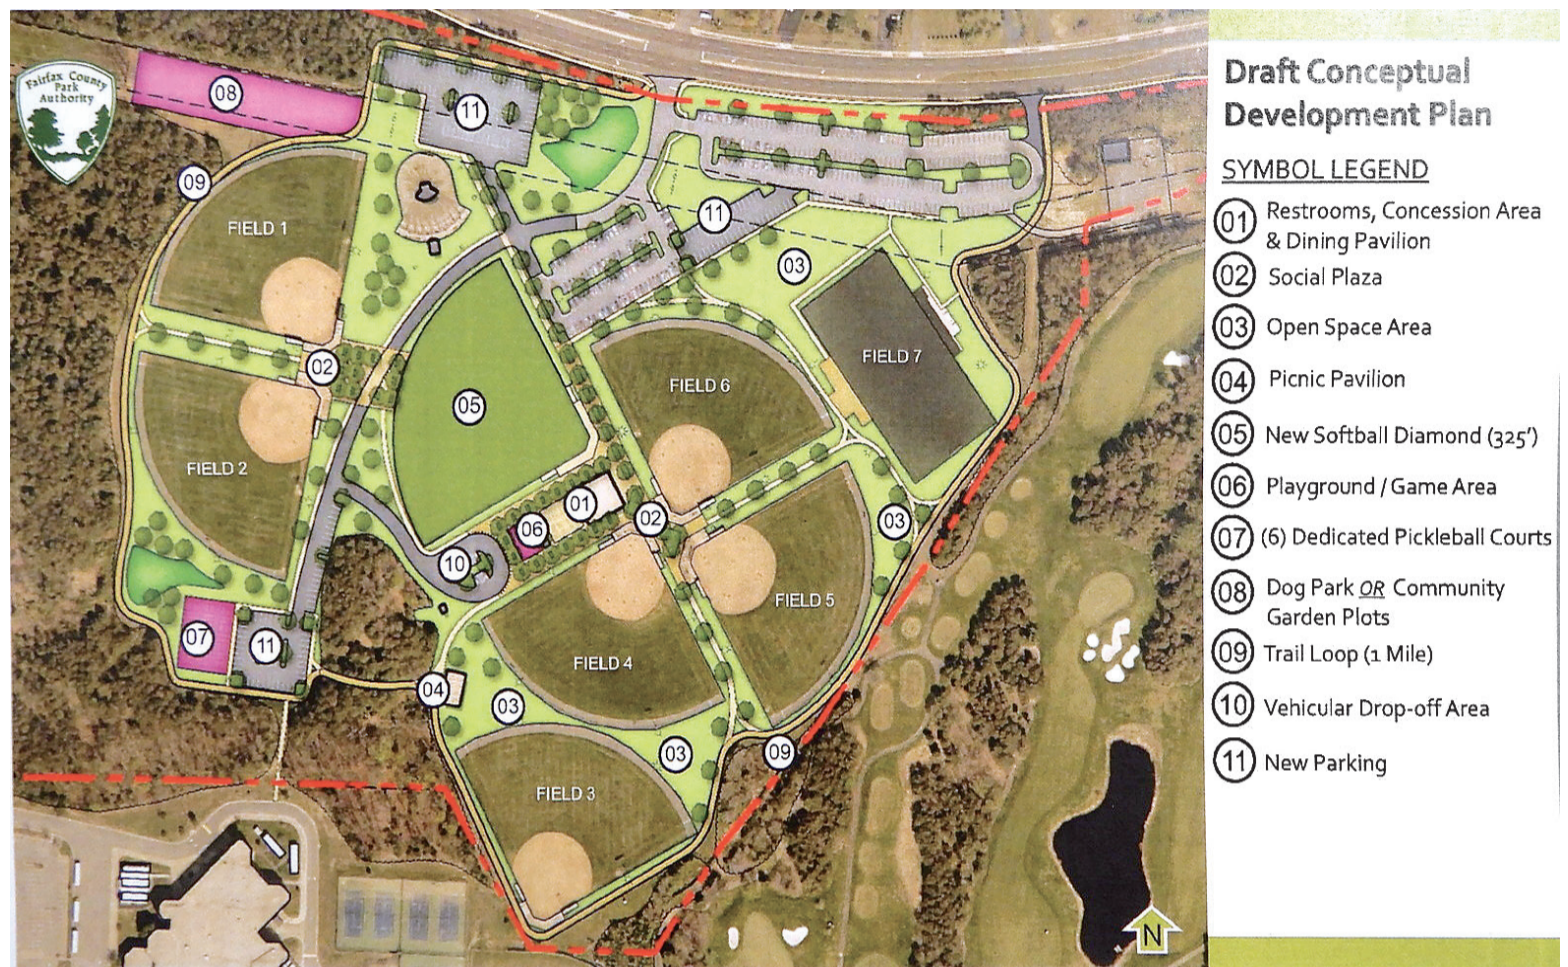 Fairfax County
Park
Authority
08
11
09
FIELD 1
11
03
02
FIELD 7
FIELD 6
05
FIELD 2
01
02
06
03
10
FIELD 5
07
11
FIELD 4
04
03
03
09
FIELD 3
N
Draft Conceptual
Development Plan
SYMBOL LEGEND
01 Restrooms, Concession Area
& Dining Pavilion
02 Social Plaza
03 Open Space Area
04 Picnic Pavilion
05 New Softball Diamond (325')
06 Playground / Game Area
07 (6) Dedicated Pickleball Courts
08 Dog Park OR Community
Garden Plots
09 Trail Loop (1 Mile)
10 Vehicular Drop-off Area
11 New Parking